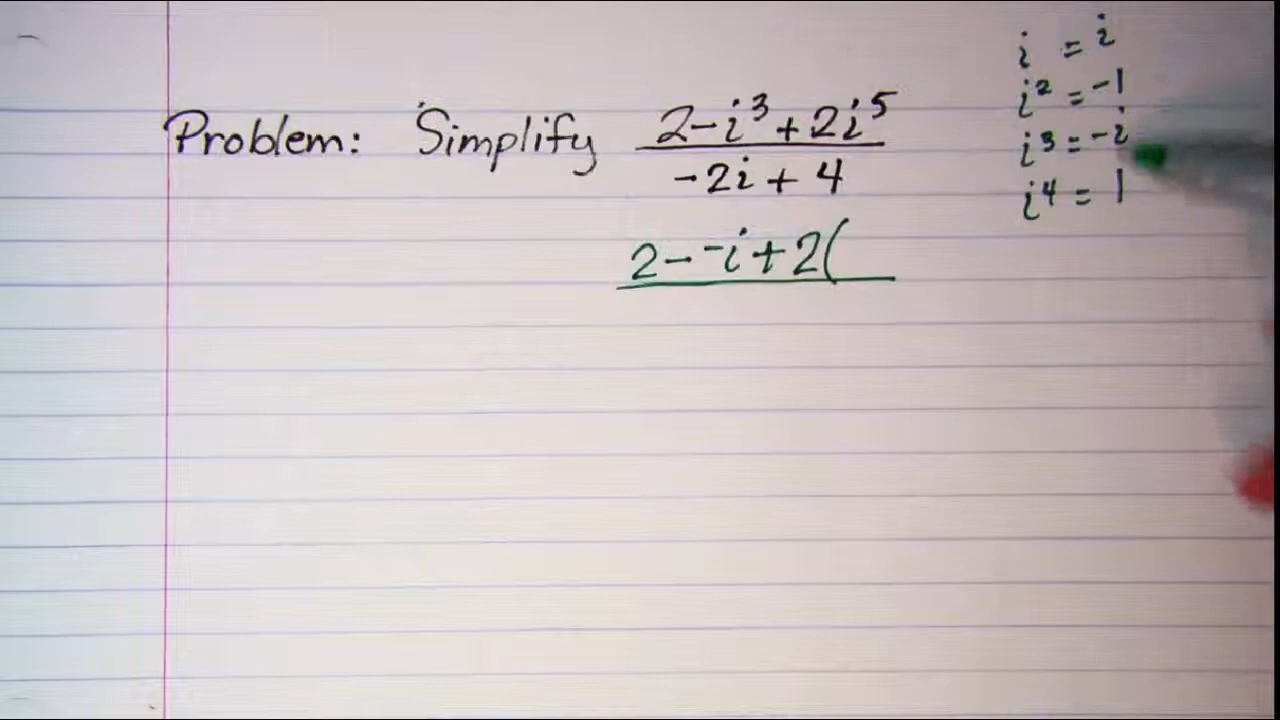 Problem: Simplify
2-i³+2i⁵
-2i+4
2--i+2(
i = i
i² = -1
i³ = -i
i⁴ = 1